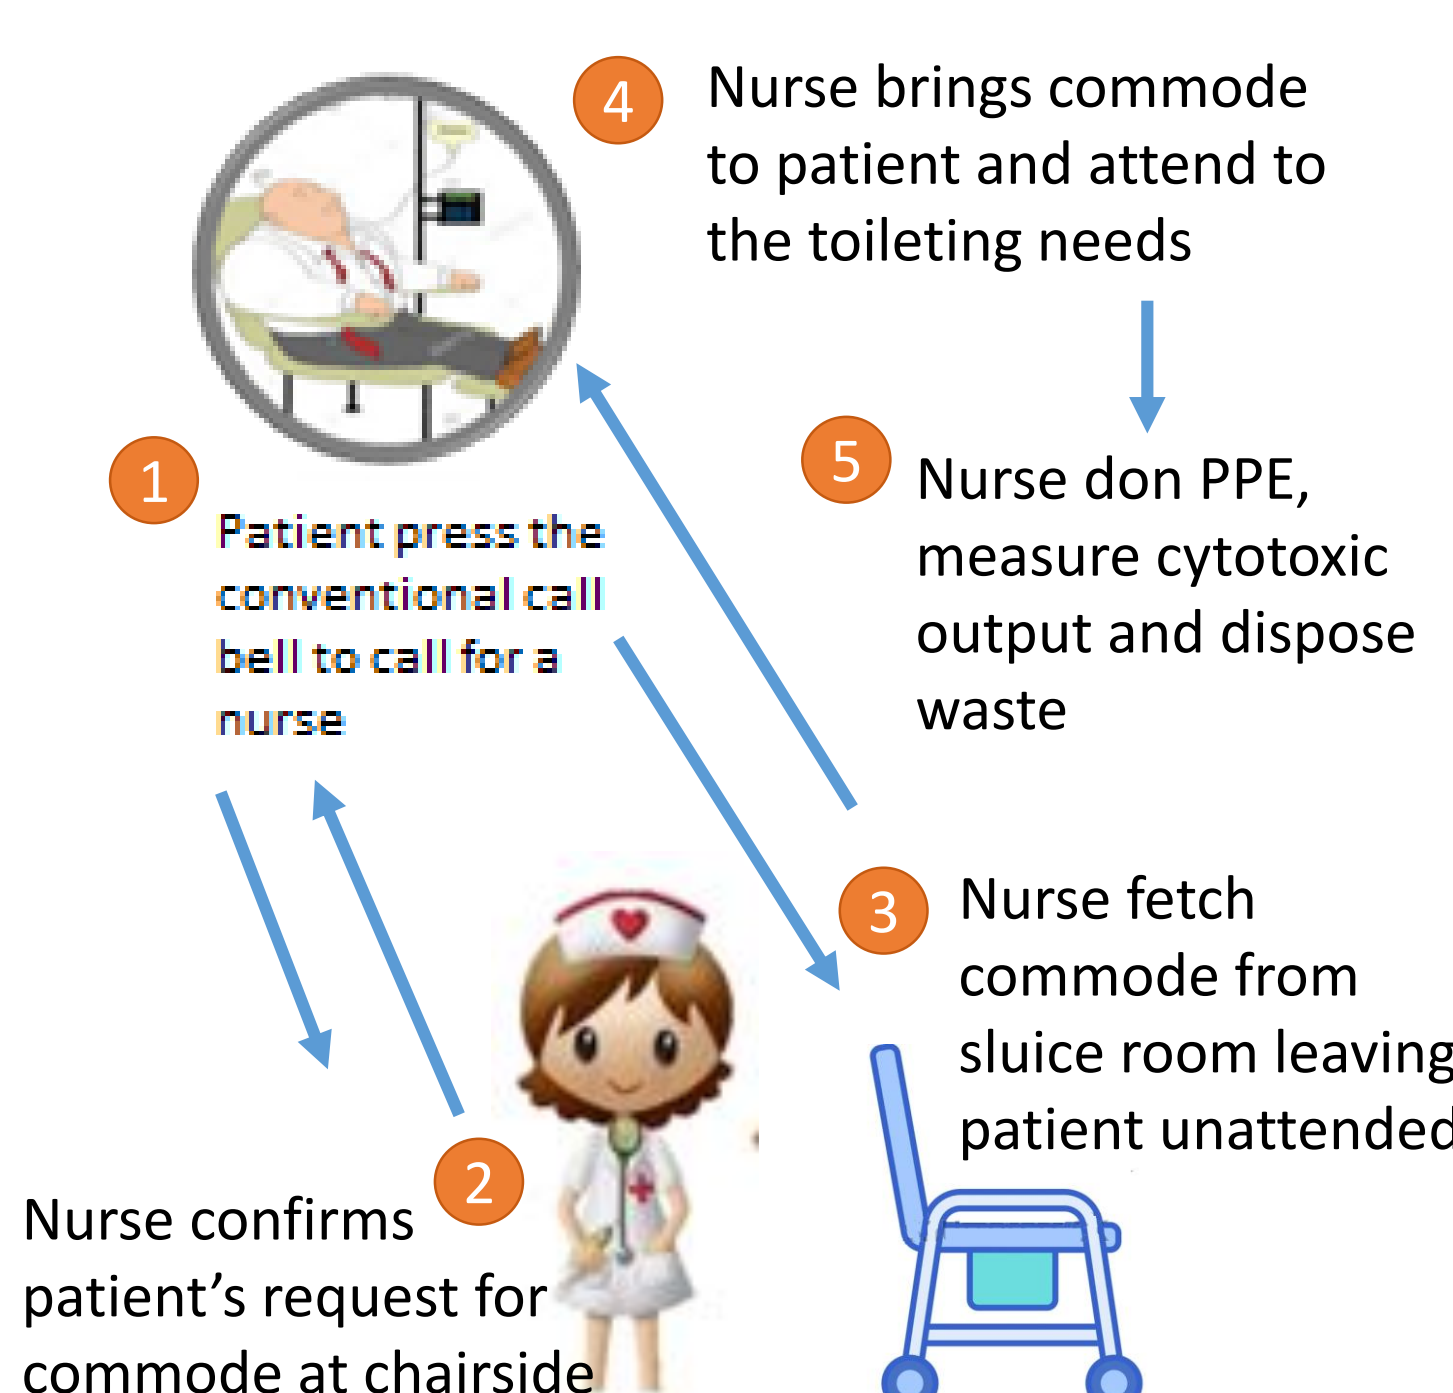 1
Patient press the
conventional call
bell to call for a
nurse
2
Nurse confirms
patient’s request for
commode at chairside
3
Nurse fetch
commode from
sluice room leaving
patient unattended
4
Nurse brings commode
to patient and attend to
the toileting needs
5
Nurse don PPE,
measure cytotoxic
output and dispose
waste